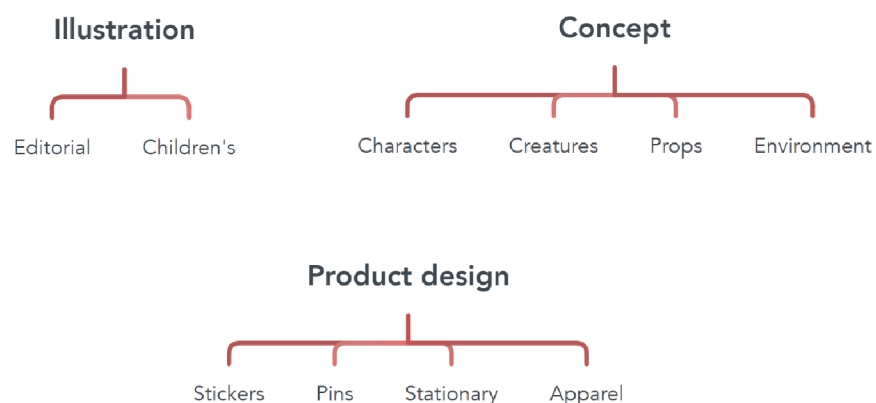 Illustration
Concept
Editorial Children's
Characters Creatures Props Environment
Product design
Stickers Pins Stationary Apparel